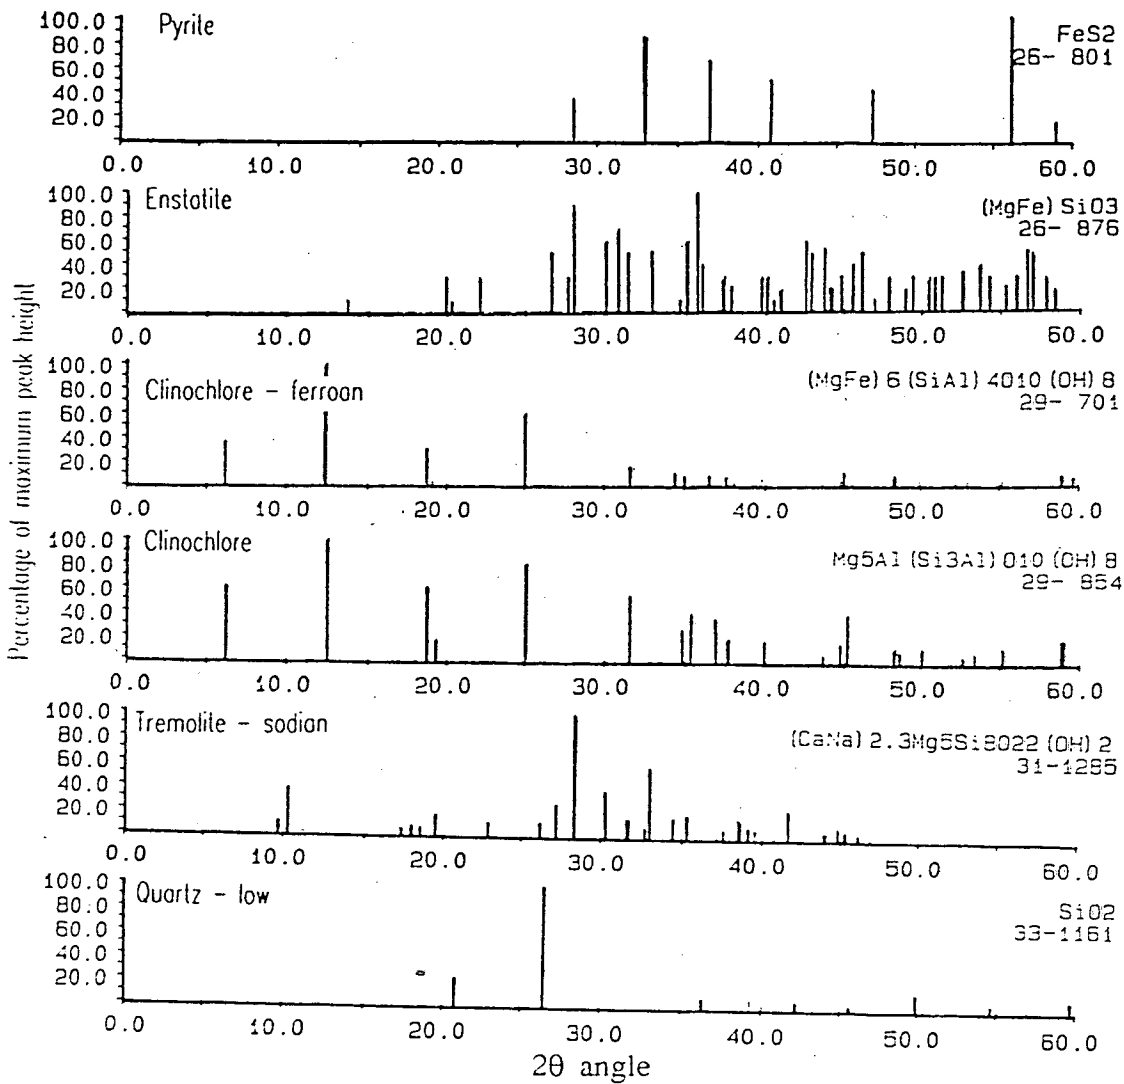 Percentage of maximum peak height
Pyrite
FeS2
26- 801
100.0
80.0
60.0
40.0
20.0
0.0 10.0 20.0 30.0 40.0 50.0 60.0
Enstatite
(MgFe)SiO3
26- 876
100.0
80.0
60.0
40.0
20.0
0.0 10.0 20.0 30.0 40.0 50.0 60.0
Clinochlore - ferroan
(MgFe)6(SiAl)4O10(OH)8
29- 701
100.0
80.0
60.0
40.0
20.0
0.0 10.0 20.0 30.0 40.0 50.0 60.0
Clinochlore
Mg5Al(Si3Al)O10(OH)8
29- 854
100.0
80.0
60.0
40.0
20.0
0.0 10.0 20.0 30.0 40.0 50.0 60.0
Tremolite - sodian
(CaNa)2.3Mg5Si8O22(OH)2
31-1285
100.0
80.0
60.0
40.0
20.0
0.0 10.0 20.0 30.0 40.0 50.0 60.0
Quartz - low
SiO2
33-1161
100.0
80.0
60.0
40.0
20.0
0.0 10.0 20.0 30.0 40.0 50.0 60.0
2θ angle